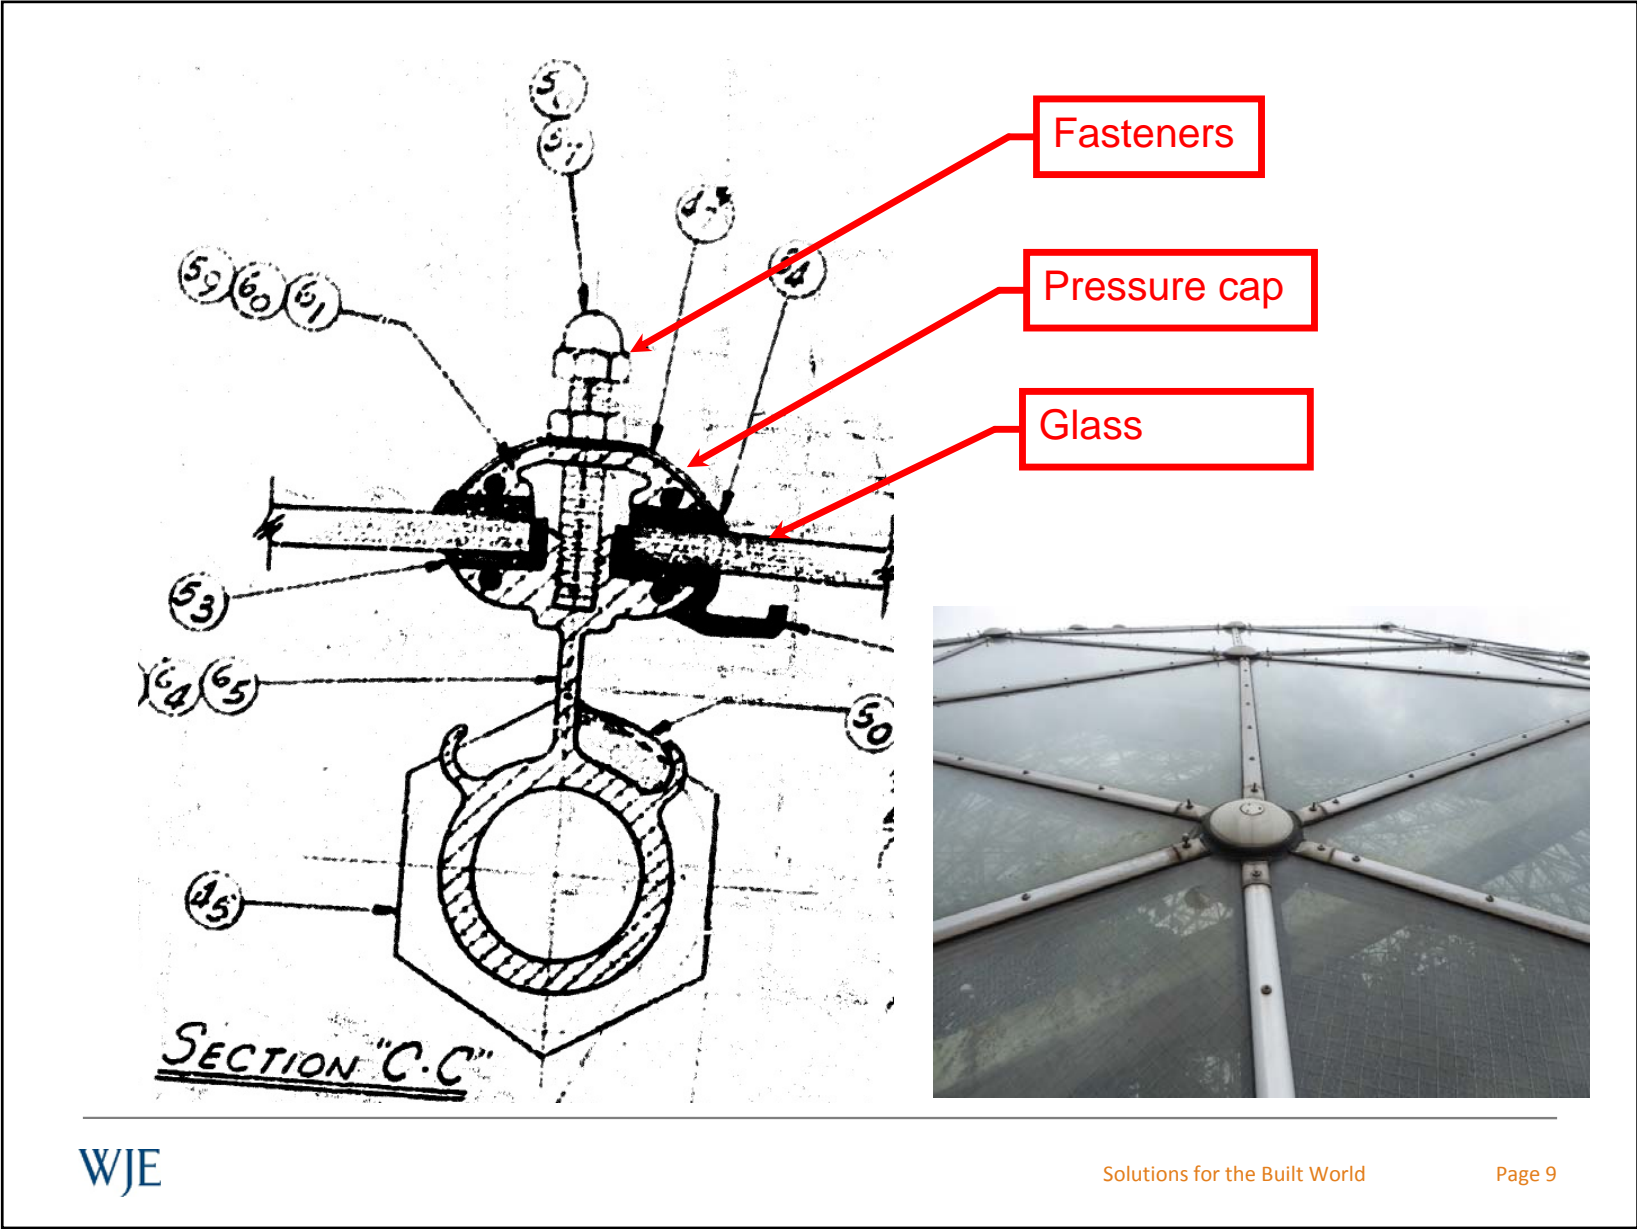 Fasteners
Pressure cap
Glass
59 60 61
54
53
65
50
45
SECTION "C-C"
WJE
Solutions for the Built World
Page 9